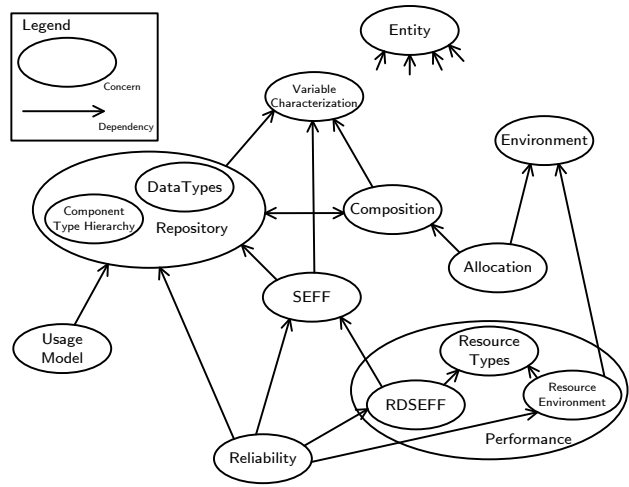 Legend
Concern
Dependency
Entity
Variable
Characterization
Environment
DataTypes
Component
Type Hierarchy
Repository
Composition
Allocation
SEFF
Usage
Model
Resource
Types
RDSEFF
Resource
Environment
Performance
Reliability